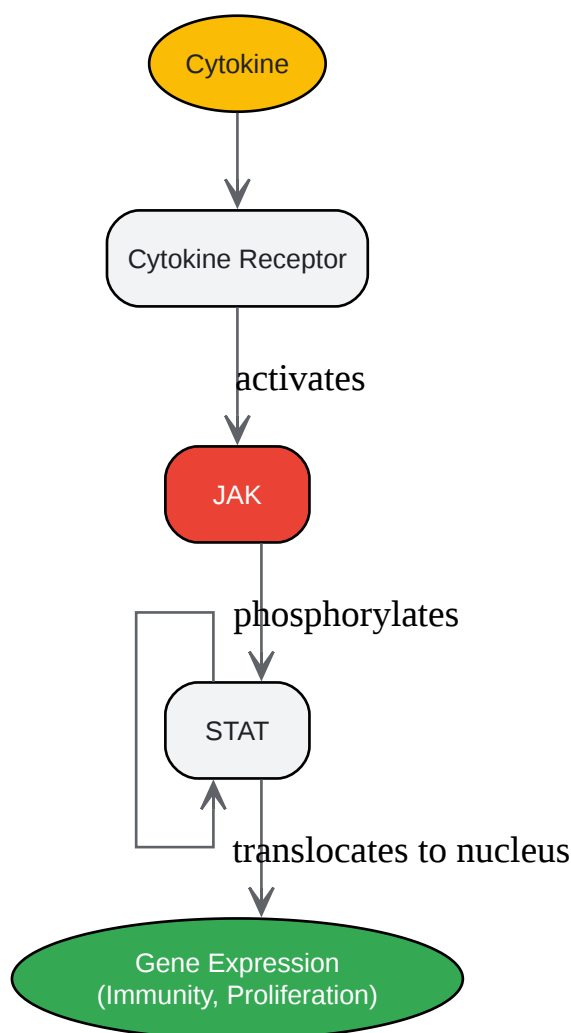 Cytokine
Cytokine Receptor
activates
JAK
phosphorylates
STAT
translocates to nucleus
Gene Expression
(Immunity, Proliferation)